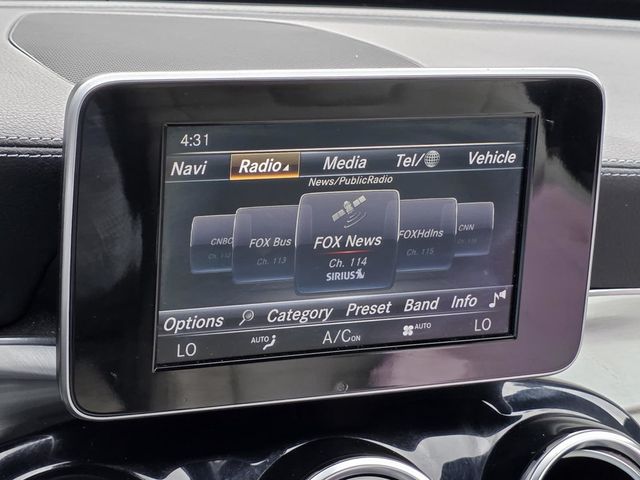 4:31
Navi Radio Media Tel/ Vehicle
News/PublicRadio
CNBC FOX Bus FOX News FOXHdlns CNN
Ch. 113 Ch. 114 Ch. 115
SIRIUS
Options Category Preset Band Info
LO AUTO A/C ON AUTO LO